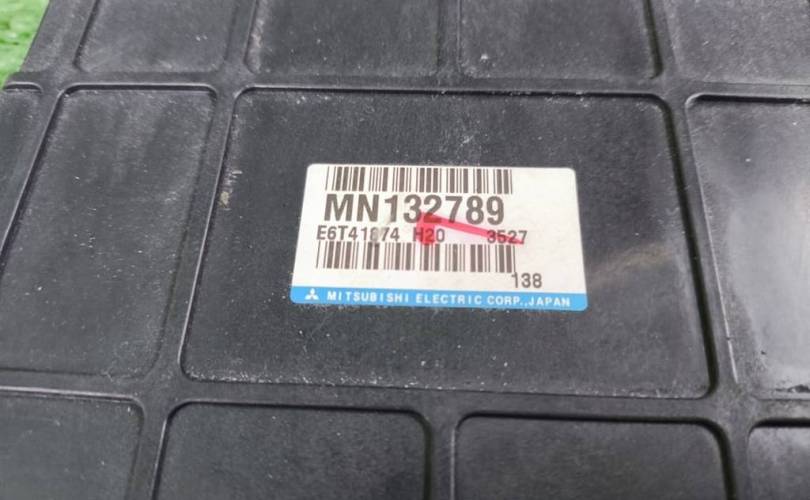 MN132789
E6T41874 H20 3527
138
MITSUBISHI ELECTRIC CORP., JAPAN